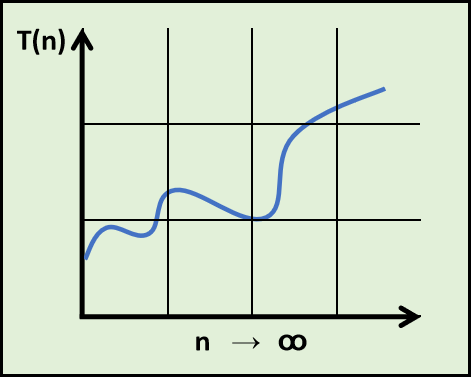 T(n)
n → ∞